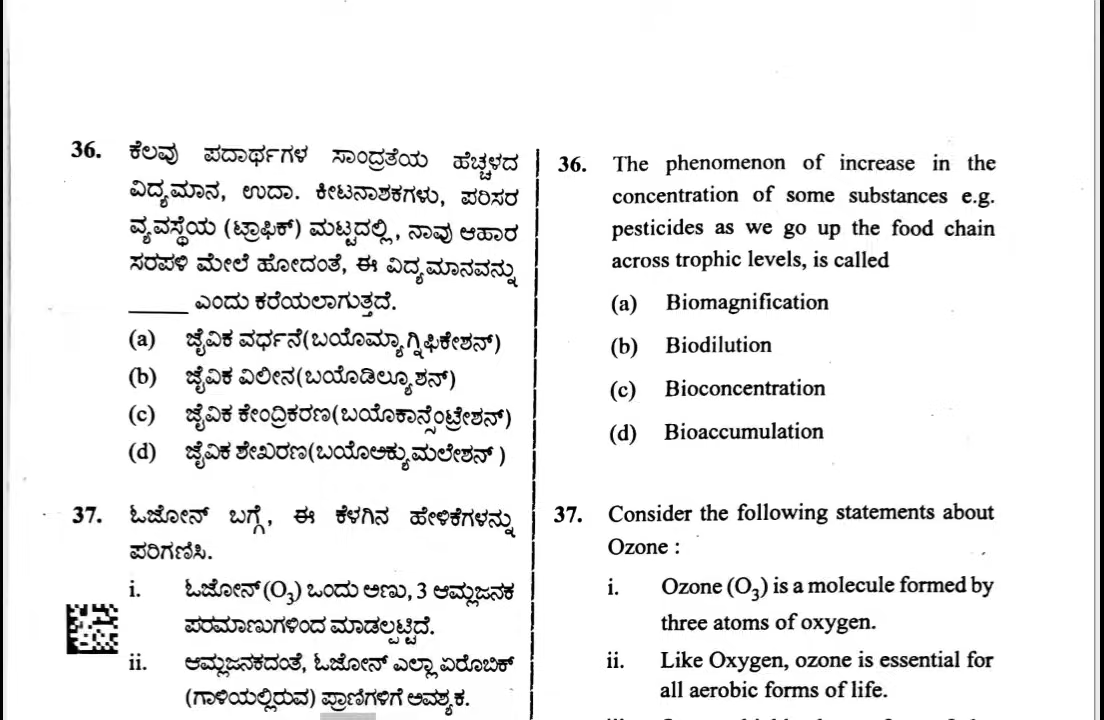 36. ಕೆಲವು ಪದಾರ್ಥಗಳ ಸಾಂದ್ರತೆಯ ಹೆಚ್ಚಳದ
ವಿದ್ಯಮಾನ, ಉದಾ. ಕೀಟನಾಶಕಗಳು, ಪರಿಸರ
ವ್ಯವಸ್ಥೆಯ (ಟ್ರಾಫಿಕ್) ಮಟ್ಟದಲ್ಲಿ, ನಾವು ಆಹಾರ
ಸರಪಳಿ ಮೇಲೆ ಹೋದಂತೆ, ಈ ವಿದ್ಯಮಾನವನ್ನು
______ ಎಂದು ಕರೆಯಲಾಗುತ್ತದೆ.
(a) ಜೈವಿಕ ವರ್ಧನೆ(ಬಯೊಮ್ಯಾಗ್ನಿಫಿಕೇಶನ್)
(b) ಜೈವಿಕ ವಿಲೀನ(ಬಯೊಡಿಲ್ಯೂಶನ್)
(c) ಜೈವಿಕ ಕೇಂದ್ರಿಕರಣ(ಬಯೊಕಾನ್ಸೆಂಟ್ರೇಶನ್)
(d) ಜೈವಿಕ ಶೇಖರಣ(ಬಯೊಅಕ್ಯುಮಲೇಶನ್ )
37. ಓಜೋನ್ ಬಗ್ಗೆ, ಈ ಕೆಳಗಿನ ಹೇಳಿಕೆಗಳನ್ನು
ಪರಿಗಣಿಸಿ.
i. ಓಜೋನ್ (O₃) ಒಂದು ಅಣು, 3 ಆಮ್ಲಜನಕ
ಪರಮಾಣುಗಳಿಂದ ಮಾಡಲ್ಪಟ್ಟಿದೆ.
ii. ಆಮ್ಲಜನಕದಂತೆ, ಓಜೋನ್ ಎಲ್ಲಾ ಏರೊಬಿಕ್
(ಗಾಳಿಯಲ್ಲಿರುವ) ಪ್ರಾಣಿಗಳಿಗೆ ಅವಶ್ಯಕ.
36. The phenomenon of increase in the
concentration of some substances e.g.
pesticides as we go up the food chain
across trophic levels, is called
(a) Biomagnification
(b) Biodilution
(c) Bioconcentration
(d) Bioaccumulation
37. Consider the following statements about
Ozone :
i. Ozone (O₃) is a molecule formed by
three atoms of oxygen.
ii. Like Oxygen, ozone is essential for
all aerobic forms of life.